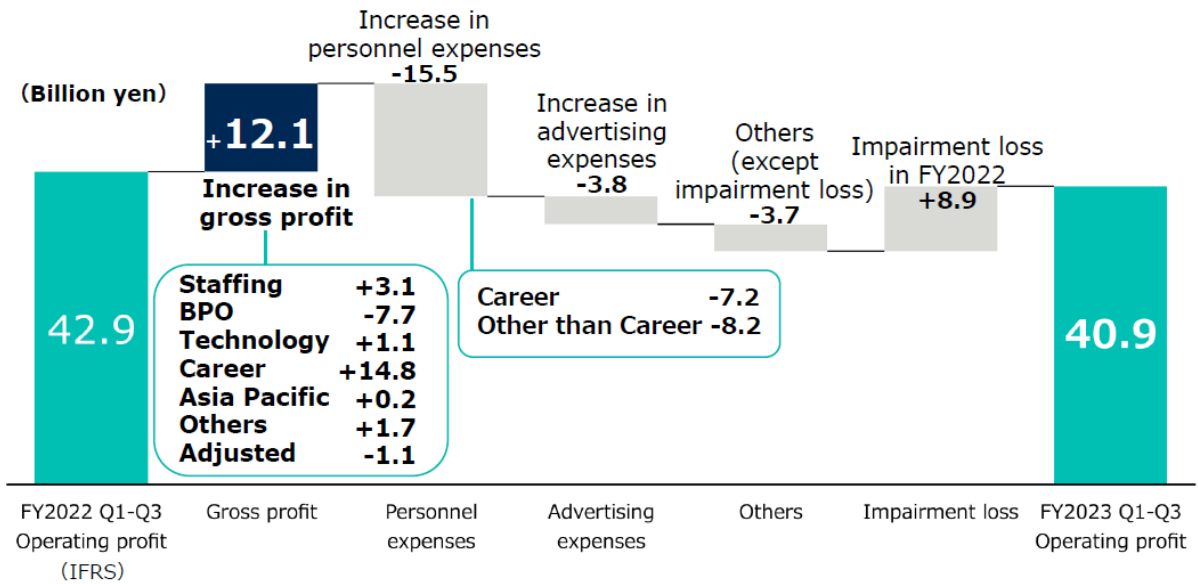 (Billion yen)
Increase in
personnel expenses
-15.5
+12.1
Increase in
gross profit
Increase in
advertising
expenses
-3.8
Others
(except
impairment loss)
-3.7
Impairment loss
in FY2022
+8.9
42.9
Staffing +3.1
BPO -7.7
Technology +1.1
Career +14.8
Asia Pacific +0.2
Others +1.7
Adjusted -1.1
Career -7.2
Other than Career -8.2
40.9
FY2022 Q1-Q3
Operating profit
(IFRS)
Gross profit
Personnel
expenses
Advertising
expenses
Others
Impairment loss
FY2023 Q1-Q3
Operating profit